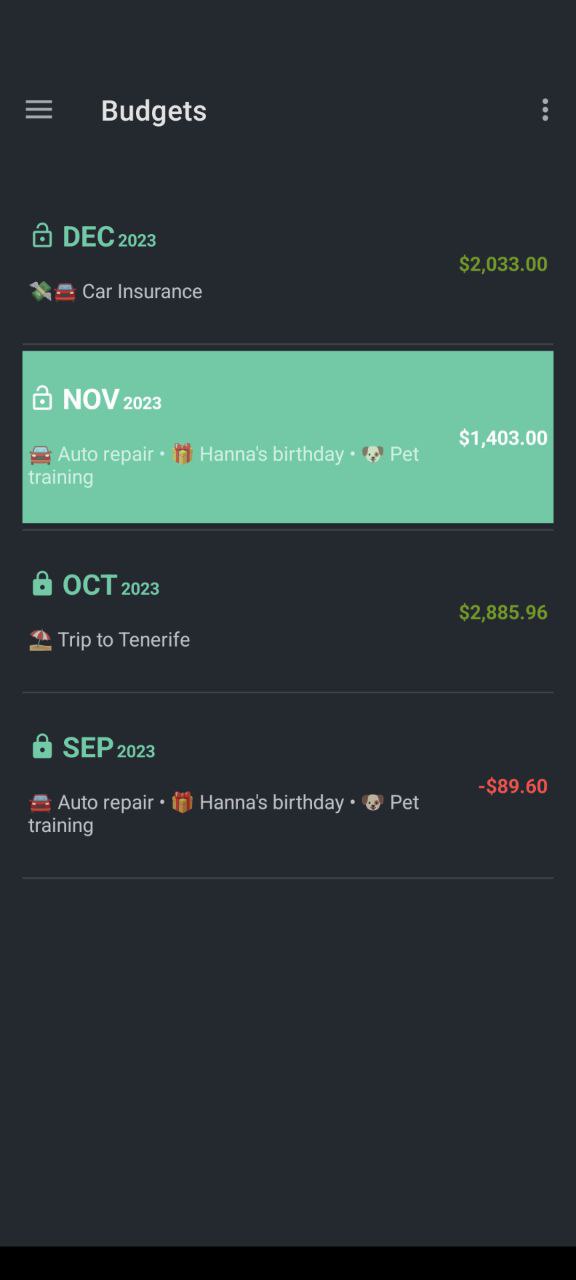 Budgets
DEC 2023
$2,033.00
💸🚘 Car Insurance
NOV 2023
$1,403.00
🚘 Auto repair • 🎁 Hanna's birthday • 🐶 Pet
training
OCT 2023
$2,885.96
⛱️ Trip to Tenerife
SEP 2023
-$89.60
🚘 Auto repair • 🎁 Hanna's birthday • 🐶 Pet
training